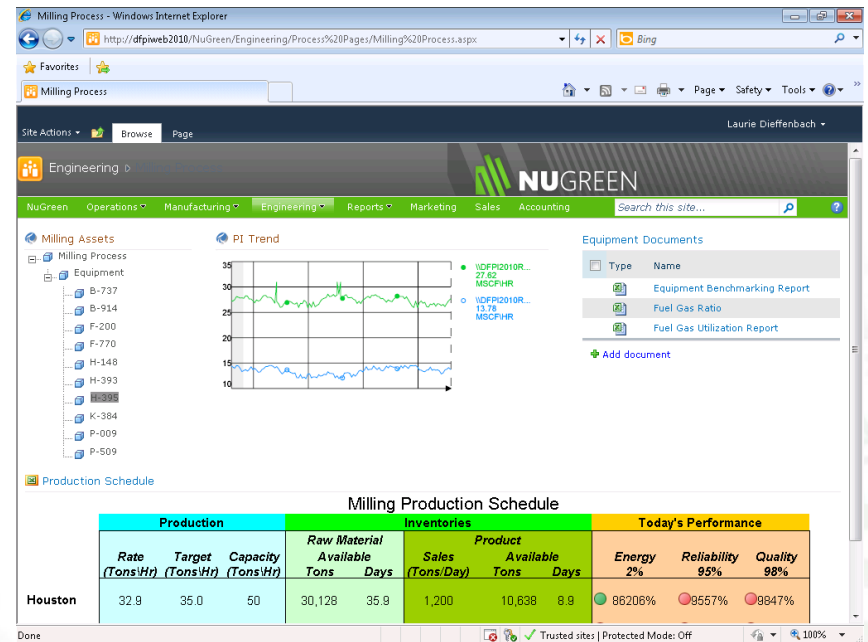 Milling Process - Windows Internet Explorer
http://dfpiweb2010/NuGreen/Engineering/Process%20Pages/Milling%20Process.aspx
Bing
Favorites
Milling Process
Page Safety Tools
Laurie Dieffenbach
Site Actions Browse Page
Engineering
NUGREEN
NuGreen Operations Manufacturing Engineering Reports Marketing Sales Accounting Search this site...
Milling Assets
Milling Process
Equipment
B-737
B-914
F-200
F-770
H-148
H-393
H-395
K-384
P-009
P-509
PI Trend
35
30
25
20
15
10
\\DFPI2010R...
27.62
MSCF\HR
\\DFPI2010R...
13.78
MSCF\HR
Equipment Documents
Type Name
Equipment Benchmarking Report
Fuel Gas Ratio
Fuel Gas Utilization Report
Add document
Production Schedule
Milling Production Schedule
Production Inventories Today's Performance
Raw Material Product
Rate Target Capacity Available Sales Available Energy Reliability Quality
(Tons\Hr) (Tons\Hr) (Tons\Hr) Tons Days (Tons/Day) Tons Days 2% 95% 98%
Houston 32.9 35.0 50 30,128 35.9 1,200 10,638 8.9 86206% 9557% 9847%
Done Trusted sites | Protected Mode: Off 100%